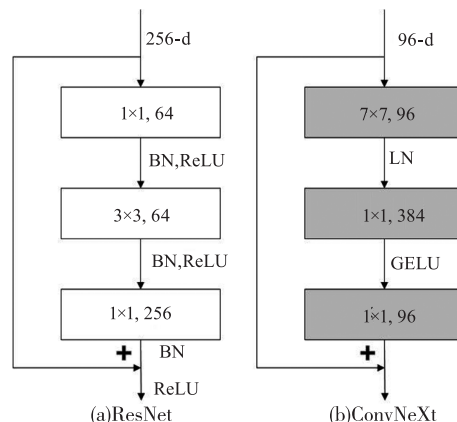 256-d
1×1, 64
BN,ReLU
3×3, 64
BN,ReLU
1×1, 256
+
BN
ReLU
(a)ResNet
96-d
7×7, 96
LN
1×1, 384
GELU
1×1, 96
+
(b)ConvNeXt